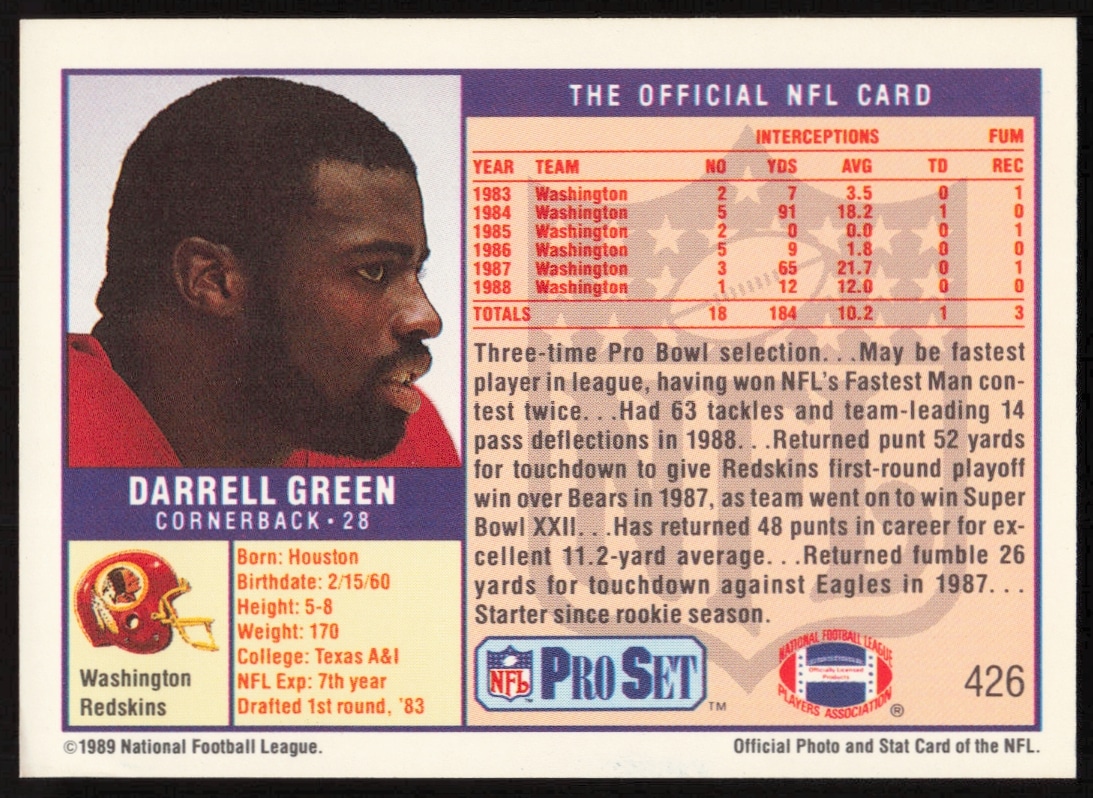 THE OFFICIAL NFL CARD
INTERCEPTIONS FUM
YEAR TEAM NO YDS AVG TD REC
1983 Washington 2 7 3.5 0 1
1984 Washington 5 91 18.2 1 0
1985 Washington 2 0 0.0 0 1
1986 Washington 5 9 1.8 0 0
1987 Washington 3 65 21.7 0 1
1988 Washington 1 12 12.0 0 0
TOTALS 18 184 10.2 1 3
Three-time Pro Bowl selection. . .May be fastest
player in league, having won NFL's Fastest Man con-
test twice. . .Had 63 tackles and team-leading 14
pass deflections in 1988. . .Returned punt 52 yards
for touchdown to give Redskins first-round playoff
win over Bears in 1987, as team went on to win Super
Bowl XXII. . .Has returned 48 punts in career for ex-
cellent 11.2-yard average. . .Returned fumble 26
yards for touchdown against Eagles in 1987. . .
Starter since rookie season.
DARRELL GREEN
CORNERBACK • 28
Born: Houston
Birthdate: 2/15/60
Height: 5-8
Weight: 170
College: Texas A&I
NFL Exp: 7th year
Drafted 1st round, '83
Washington
Redskins
NFL PRO SET TM
NATIONAL FOOTBALL LEAGUE
Officially Licensed
Products
PLAYERS ASSOCIATION ®
426
©1989 National Football League.
Official Photo and Stat Card of the NFL.